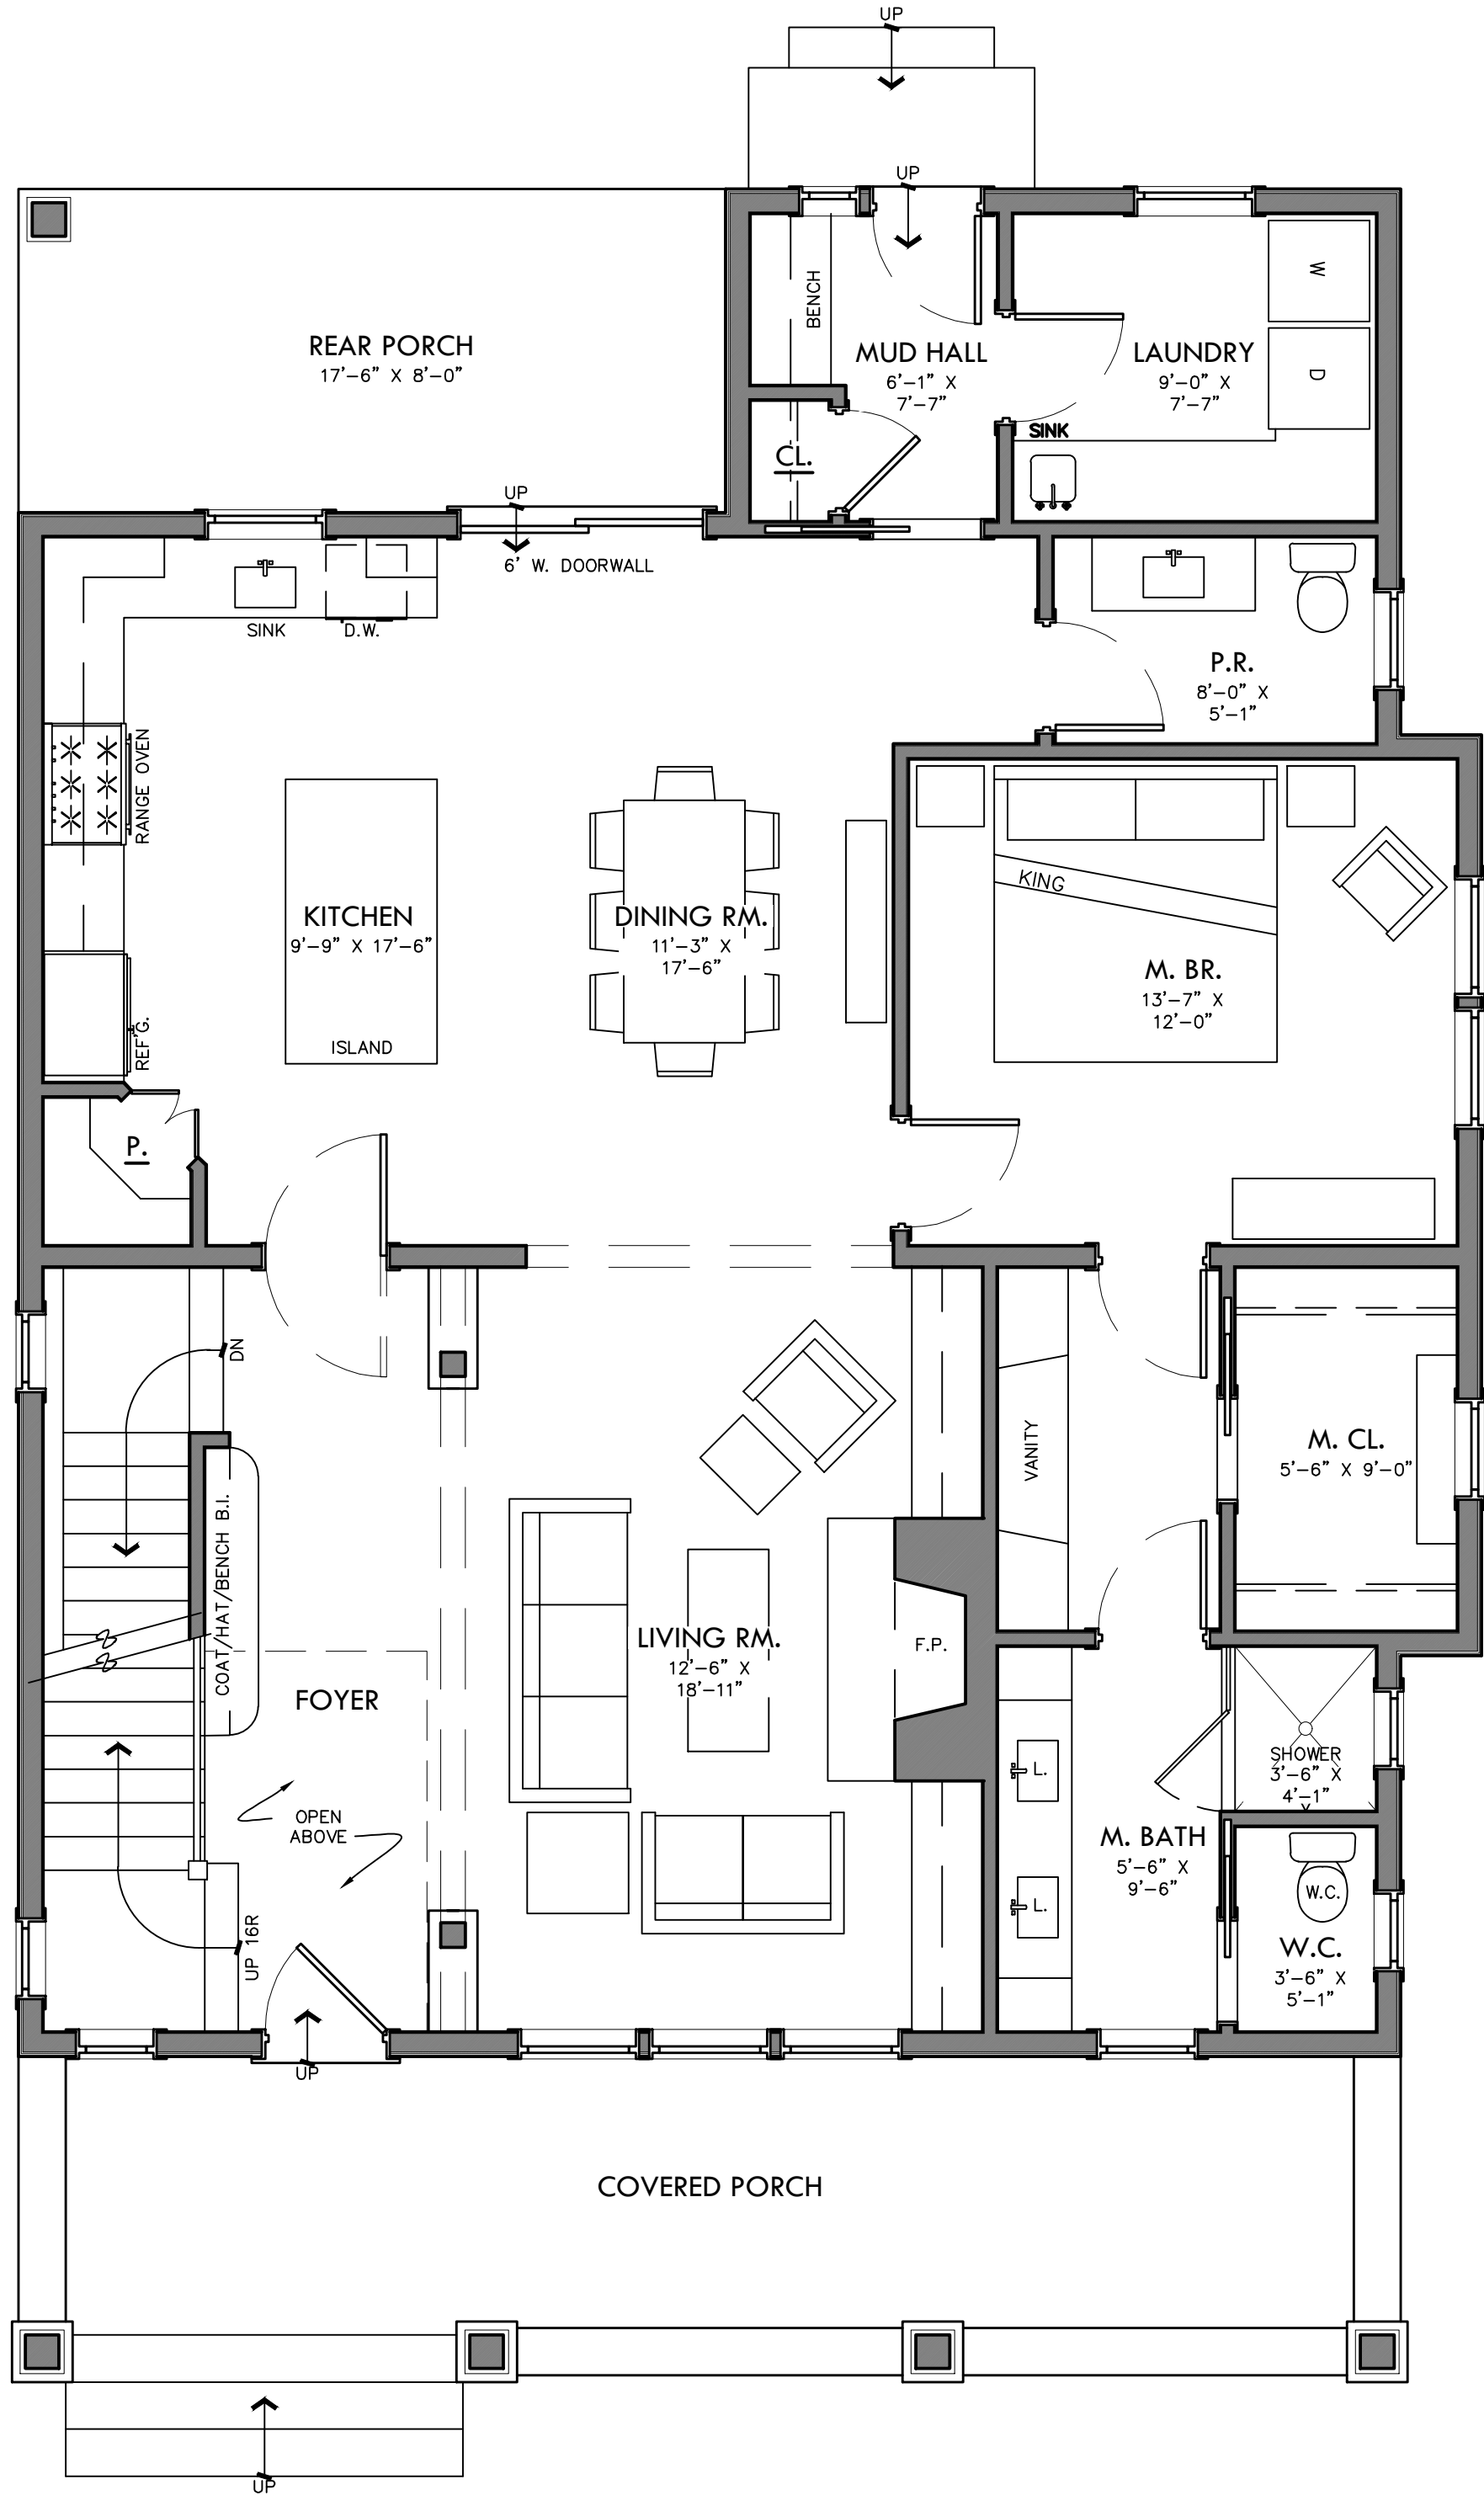 UP
UP
BENCH
REAR PORCH
17'-6" X 8'-0"
MUD HALL
6'-1" X
7'-7"
LAUNDRY
9'-0" X
7'-7"
W
D
SINK
CL.
UP
6' W. DOORWALL
SINK
D.W.
P.R.
8'-0" X
5'-1"
RANGE OVEN
KITCHEN
9'-9" X 17'-6"
ISLAND
DINING RM.
11'-3" X
17'-6"
KING
M. BR.
13'-7" X
12'-0"
REF'G.
P.
DN
VANITY
M. CL.
5'-6" X 9'-0"
COAT/HAT/BENCH B.I.
LIVING RM.
12'-6" X
18'-11"
F.P.
FOYER
OPEN
ABOVE
SHOWER
3'-6" X
4'-1"
L.
M. BATH
5'-6" X
9'-6"
L.
W.C.
W.C.
3'-6" X
5'-1"
UP 16R
UP
COVERED PORCH
UP